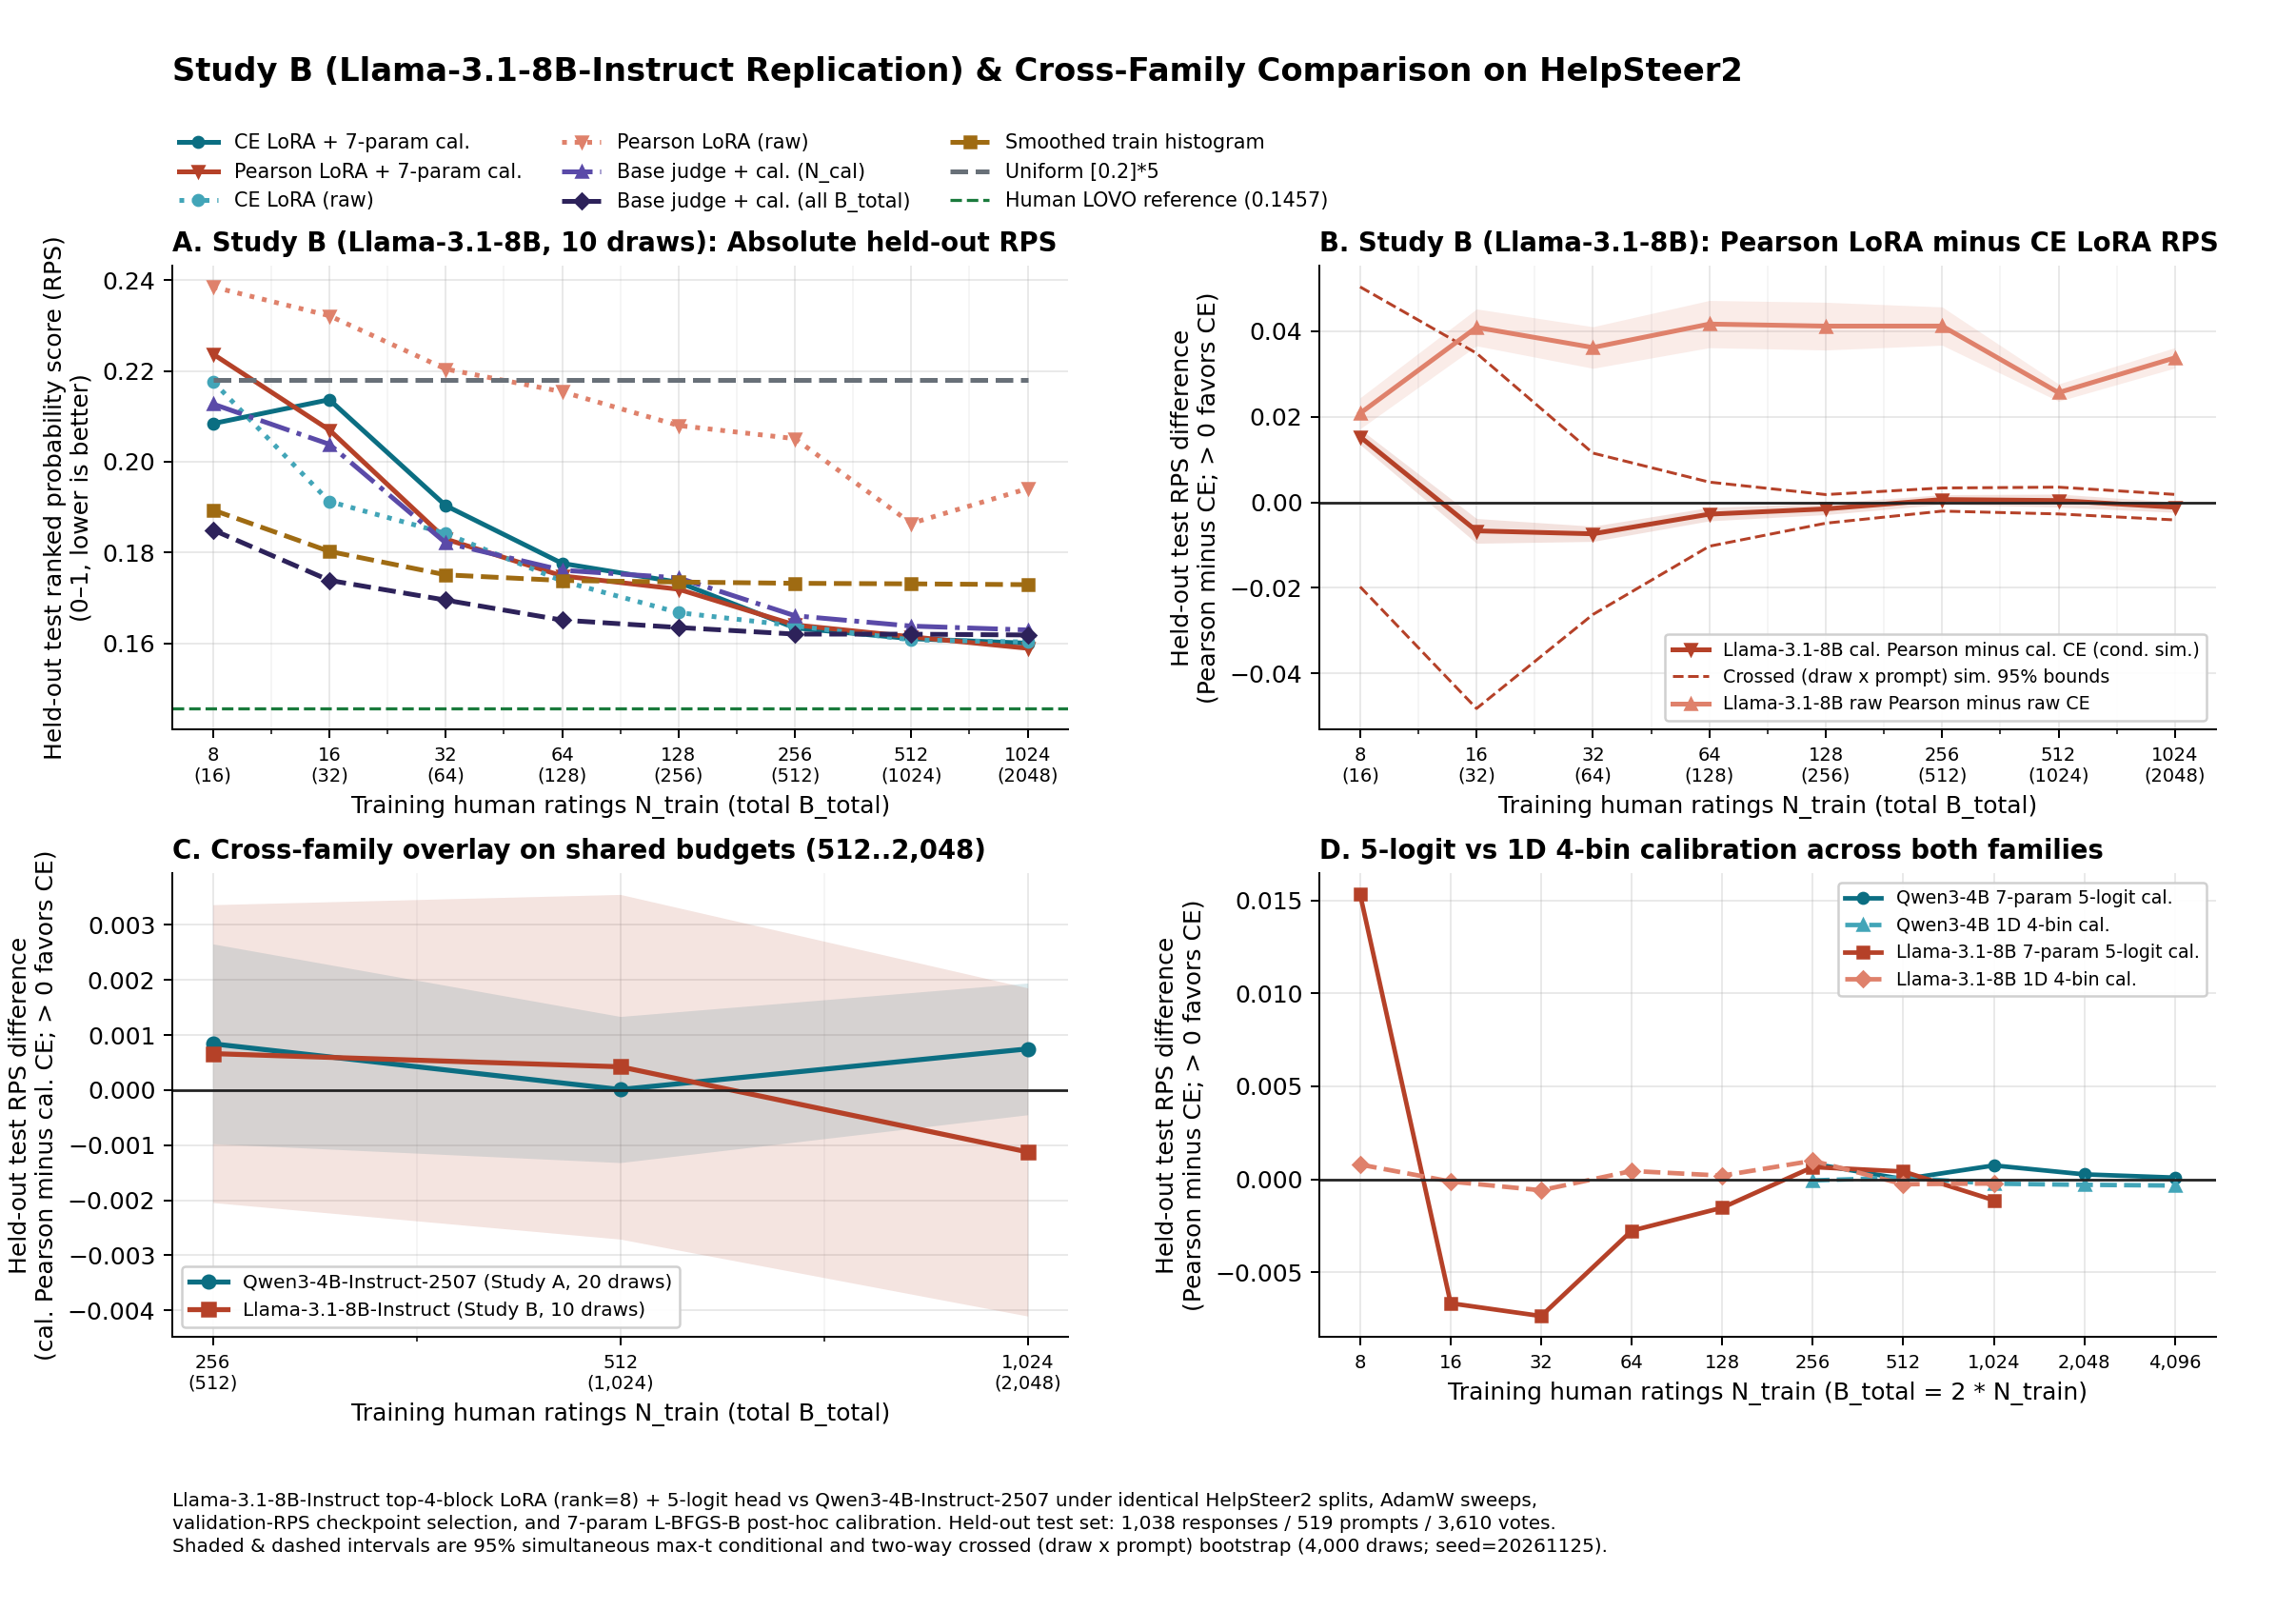 Study B (Llama-3.1-8B-Instruct Replication) & Cross-Family Comparison on HelpSteer2
CE LoRA + 7-param cal.
Pearson LoRA + 7-param cal.
CE LoRA (raw)
Pearson LoRA (raw)
Base judge + cal. (N_cal)
Base judge + cal. (all B_total)
Smoothed train histogram
Uniform [0.2]*5
Human LOVO reference (0.1457)
A. Study B (Llama-3.1-8B, 10 draws): Absolute held-out RPS
Held-out test ranked probability score (RPS)
(0–1, lower is better)
0.24
0.22
0.20
0.18
0.16
8 16 32 64 128 256 512 1024
(16) (32) (64) (128) (256) (512) (1024) (2048)
Training human ratings N_train (total B_total)
B. Study B (Llama-3.1-8B): Pearson LoRA minus CE LoRA RPS
Held-out test RPS difference
(Pearson minus CE; > 0 favors CE)
0.04
0.02
0.00
−0.02
−0.04
Llama-3.1-8B cal. Pearson minus cal. CE (cond. sim.)
Crossed (draw x prompt) sim. 95% bounds
Llama-3.1-8B raw Pearson minus raw CE
8 16 32 64 128 256 512 1024
(16) (32) (64) (128) (256) (512) (1024) (2048)
Training human ratings N_train (total B_total)
C. Cross-family overlay on shared budgets (512..2,048)
Held-out test RPS difference
(cal. Pearson minus cal. CE; > 0 favors CE)
0.003
0.002
0.001
0.000
−0.001
−0.002
−0.003
−0.004
Qwen3-4B-Instruct-2507 (Study A, 20 draws)
Llama-3.1-8B-Instruct (Study B, 10 draws)
256 512 1,024
(512) (1,024) (2,048)
Training human ratings N_train (total B_total)
D. 5-logit vs 1D 4-bin calibration across both families
Held-out test RPS difference
(Pearson minus CE; > 0 favors CE)
0.015
0.010
0.005
0.000
−0.005
Qwen3-4B 7-param 5-logit cal.
Qwen3-4B 1D 4-bin cal.
Llama-3.1-8B 7-param 5-logit cal.
Llama-3.1-8B 1D 4-bin cal.
8 16 32 64 128 256 512 1,024 2,048 4,096
Training human ratings N_train (B_total = 2 * N_train)
Llama-3.1-8B-Instruct top-4-block LoRA (rank=8) + 5-logit head vs Qwen3-4B-Instruct-2507 under identical HelpSteer2 splits, AdamW sweeps,
validation-RPS checkpoint selection, and 7-param L-BFGS-B post-hoc calibration. Held-out test set: 1,038 responses / 519 prompts / 3,610 votes.
Shaded & dashed intervals are 95% simultaneous max-t conditional and two-way crossed (draw x prompt) bootstrap (4,000 draws; seed=20261125).